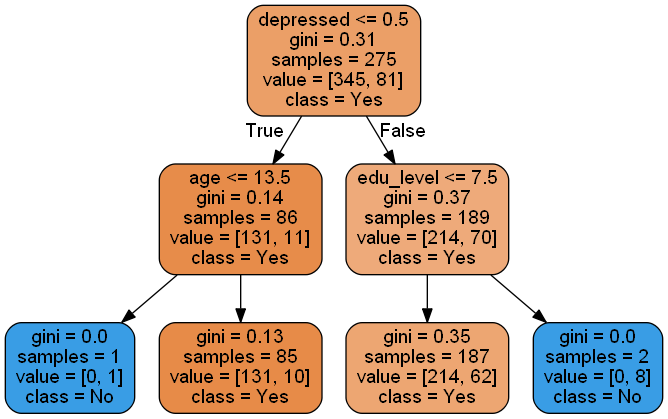 depressed <= 0.5
gini = 0.31
samples = 275
value = [345, 81]
class = Yes
True
False
age <= 13.5
gini = 0.14
samples = 86
value = [131, 11]
class = Yes
edu_level <= 7.5
gini = 0.37
samples = 189
value = [214, 70]
class = Yes
gini = 0.0
samples = 1
value = [0, 1]
class = No
gini = 0.13
samples = 85
value = [131, 10]
class = Yes
gini = 0.35
samples = 187
value = [214, 62]
class = Yes
gini = 0.0
samples = 2
value = [0, 8]
class = No